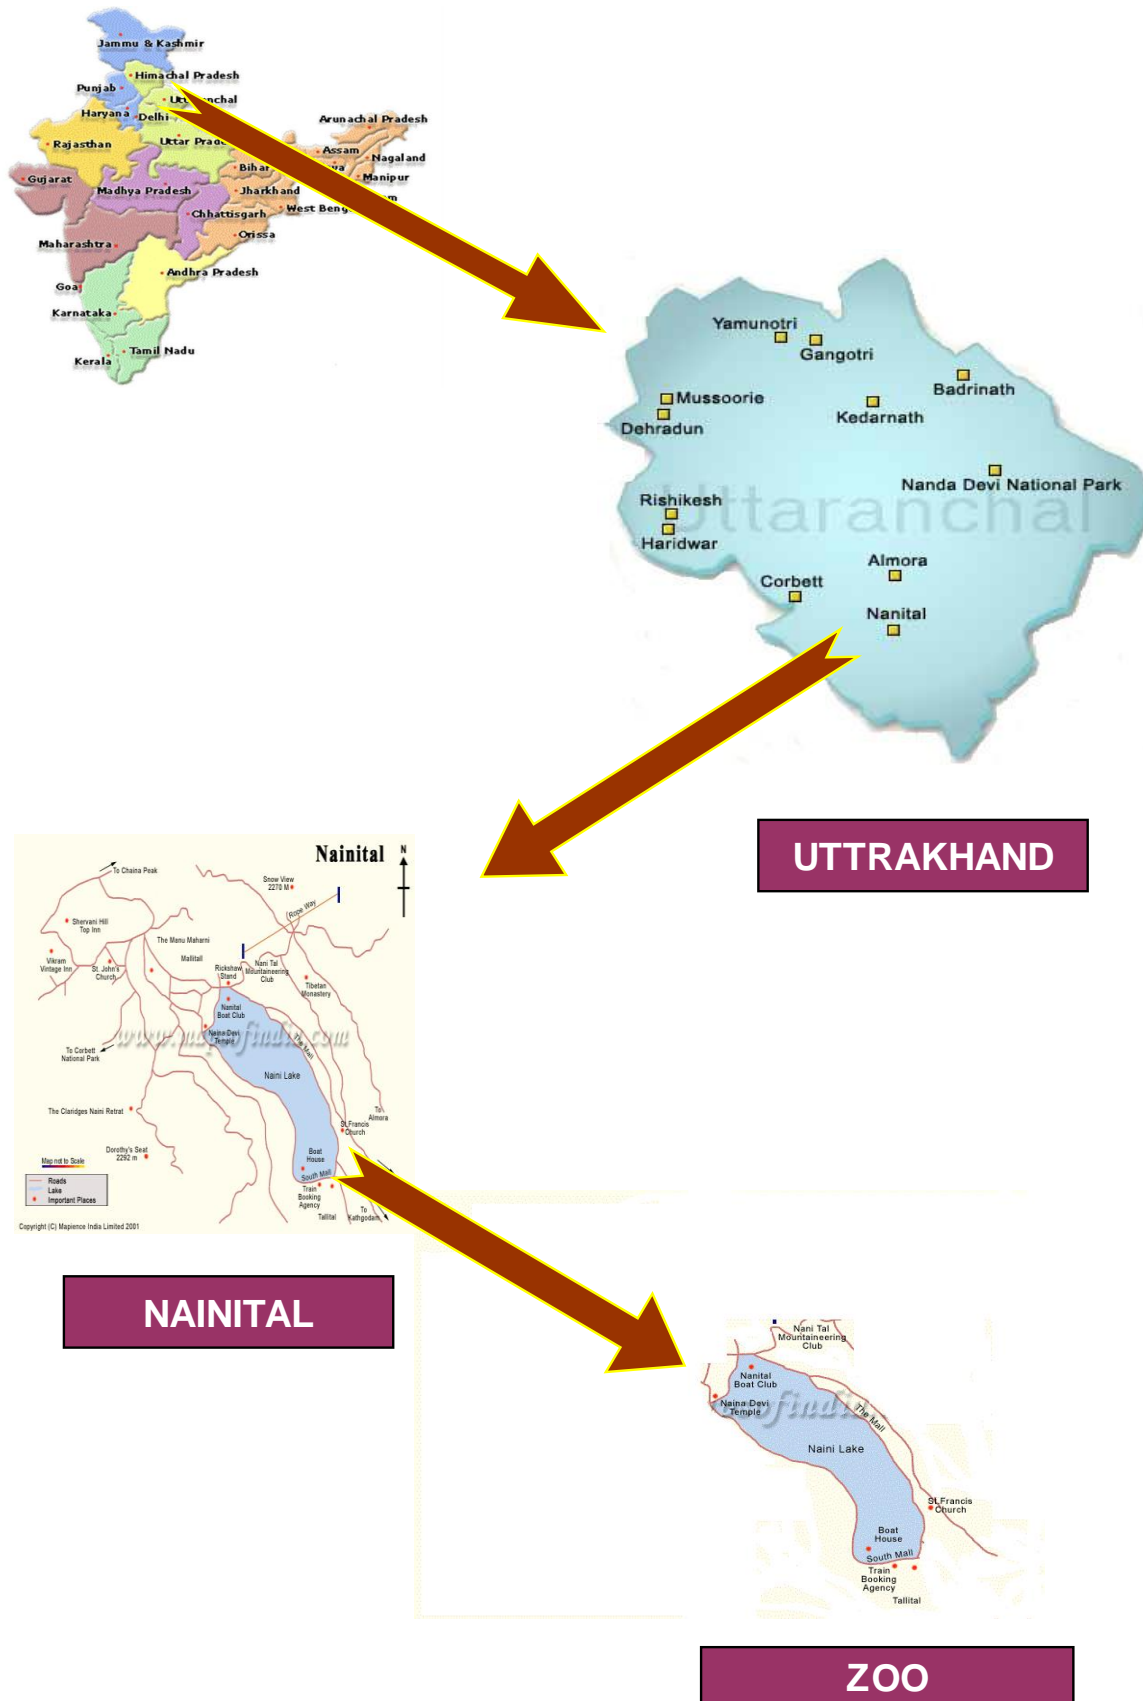 Jammu & Kashmir
Himachal Pradesh
Punjab
Haryana
Delhi
Rajasthan
Arunachal Pradesh
Assam
Nagaland
Manipur
Bihar
Gujarat
Madhya Pradesh
Jharkhand
Chhattisgarh
Orissa
Maharashtra
Andhra Pradesh
Goa
Karnataka
Tamil Nadu
Kerala
Yamunotri
Gangotri
Badrinath
Mussoorie
Kedarnath
Dehradun
Nanda Devi National Park
Uttaranchal
Rishikesh
Haridwar
Almora
Corbett
Nanital
UTTRAKHAND
Nainital
N
To Chaina Peak
Snow View
2270 M
Rope Way
Shervani Hill
Top Inn
The Manu Maharni
Mallitall
Vikram
Vintage Inn
St. John's
Church
Rickshaw
Stand
Nani Tal
Mountaineering
Club
Tibetan
Monastery
Nanital
Boat Club
Naina Devi
Temple
The Mall
To Corbett
National Park
Naini Lake
The Claridges Naini Retrat
To
Almora
St.Francis
Church
Dorothy's Seat
2292 m
Boat
House
South Mall
Map not to Scale
Roads
Lake
Important Places
Train
Booking
Agency
Tallital
To
Kathgodam
Copyright (C) Mapience India Limited 2001
NAINITAL
Nani Tal
Mountaineering
Club
Nanital
Boat Club
Naina Devi
Temple
The Mall
Naini Lake
St.Francis
Church
Boat
House
South Mall
Train
Booking
Agency
Tallital
ZOO